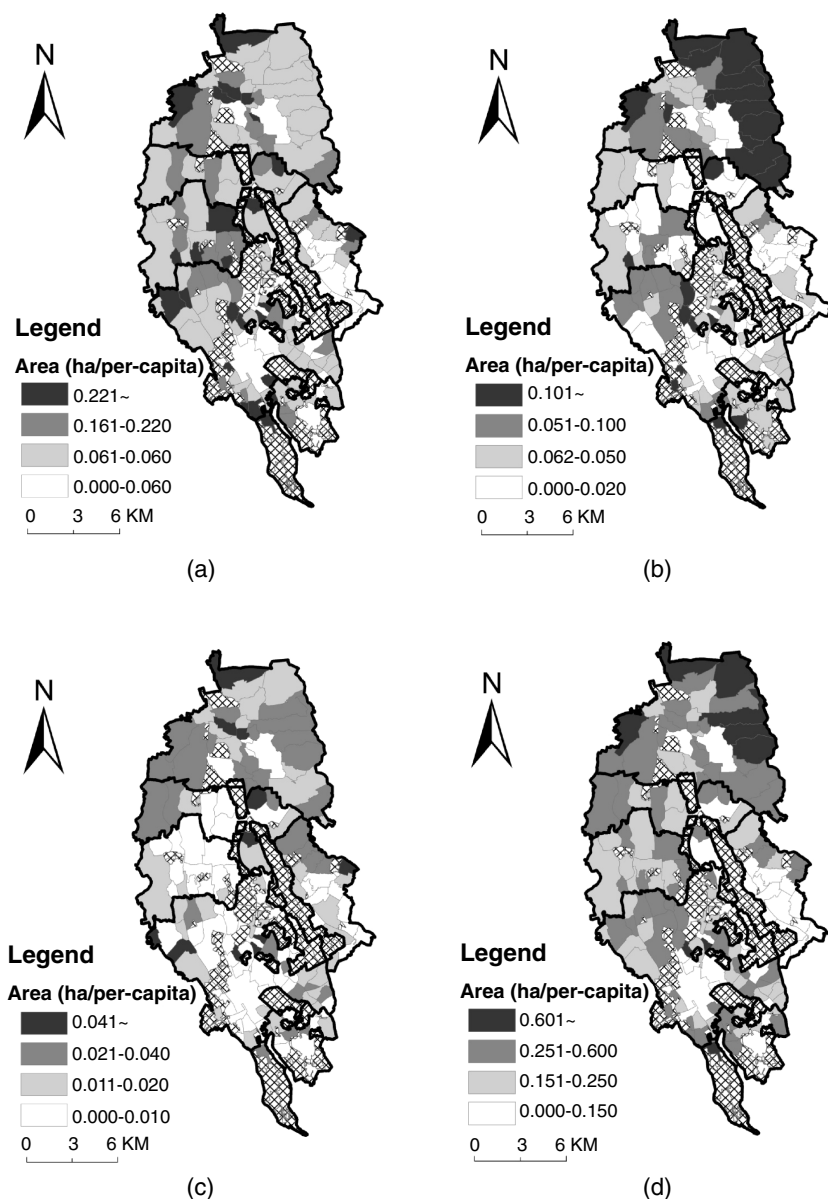 N
Legend
Area (ha/per-capita)
0.221~
0.161-0.220
0.061-0.060
0.000-0.060
0 3 6 KM
(a)
N
Legend
Area (ha/per-capita)
0.101~
0.051-0.100
0.062-0.050
0.000-0.020
0 3 6 KM
(b)
N
Legend
Area (ha/per-capita)
0.041~
0.021-0.040
0.011-0.020
0.000-0.010
0 3 6 KM
(c)
N
Legend
Area (ha/per-capita)
0.601~
0.251-0.600
0.151-0.250
0.000-0.150
0 3 6 KM
(d)